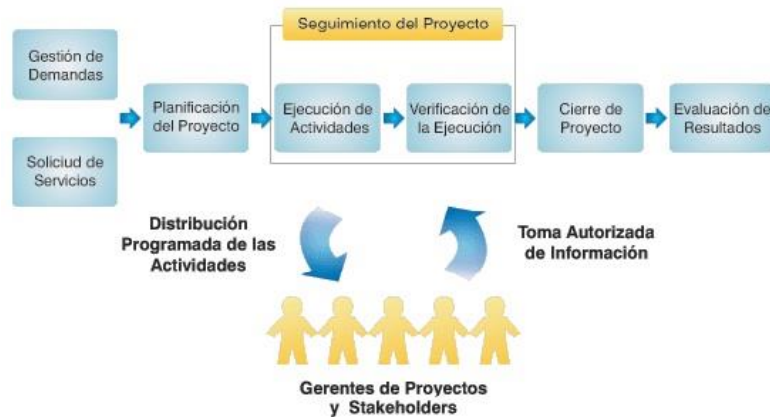 Seguimiento del Proyecto
Gestión de
Demandas
Soliciud de
Servicios
Planificación
del Proyecto
Ejecución de
Actividades
Verificación de
la Ejecución
Cierre de
Proyecto
Evaluación de
Resultados
Distribución
Programada de las
Actividades
Toma Autorizada
de Información
Gerentes de Proyectos
y Stakeholders